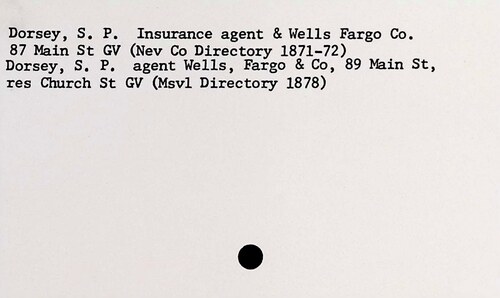 Dorsey, S. P.  Insurance agent & Wells Fargo Co.
87 Main St GV (Nev Co Directory 1871-72)
Dorsey, S. P.  agent Wells, Fargo & Co, 89 Main St,
res Church St GV (Msvl Directory 1878)